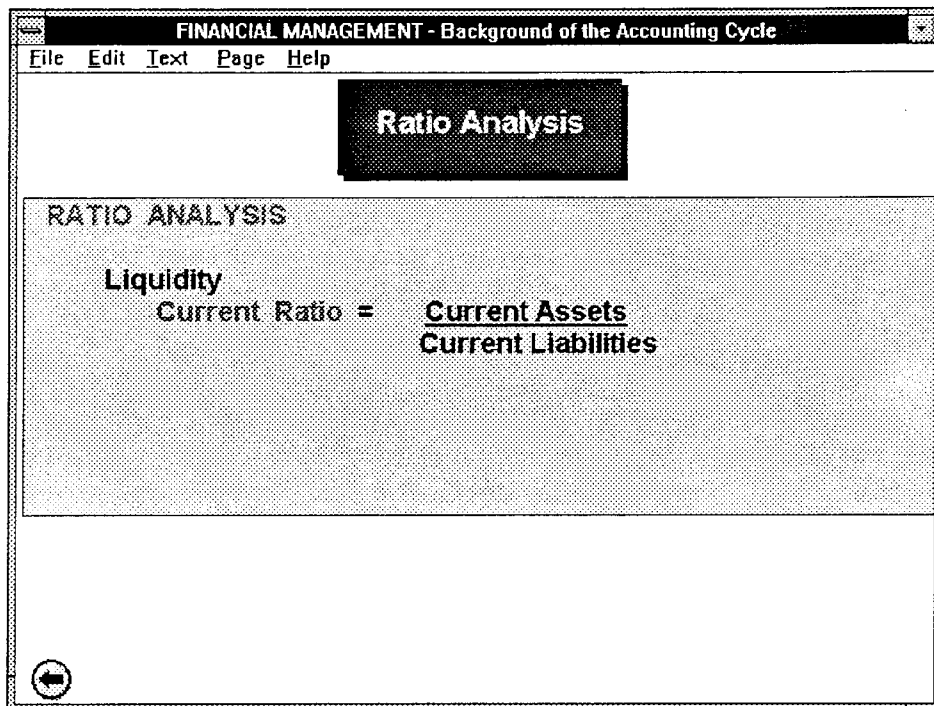 FINANCIAL MANAGEMENT - Background of the Accounting Cycle
File Edit Text Page Help
Ratio Analysis
RATIO ANALYSIS
Liquidity
Current Ratio = Current Assets
Current Liabilities